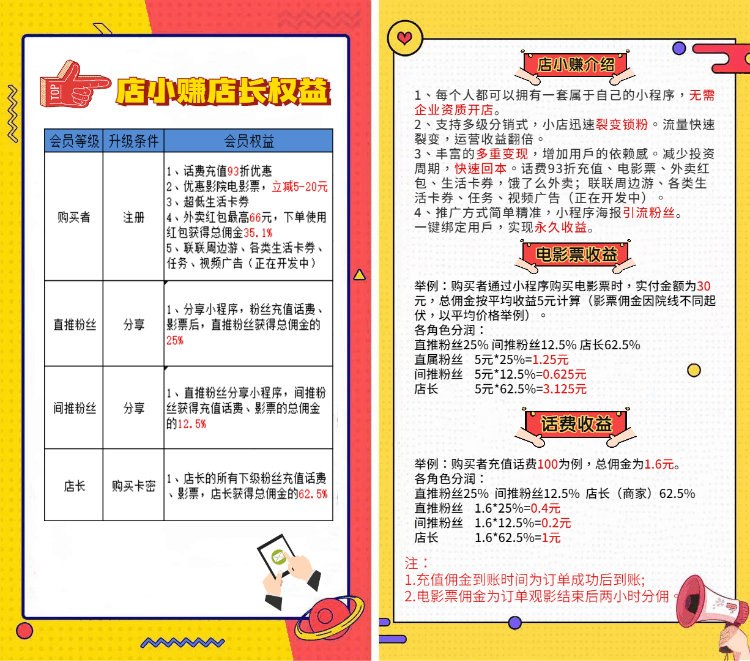 TOP
店小赚店长权益
会员等级 升级条件 会员权益
购买者 注册
1、话费充值93折优惠
2、优惠影院电影票，立减5-20元
3、超低生活卡券
4、外卖红包最高66元，下单使用
红包获得总佣金35.1%
5、联联周边游、各类生活卡券、
任务、视频广告（正在开发中）
直推粉丝 分享
1、分享小程序，粉丝充值话费、
影票后，直推粉丝获得总佣金的
25%
间推粉丝 分享
1、直推粉丝分享小程序，间推粉
丝获得充值话费、影票的总佣金
的12.5%
店长 购买卡密
1、店长的所有下级粉丝充值话费
、影票，店长获得总佣金的62.5%
店小赚介绍
1、每个人都可以拥有一套属于自己的小程序，无需
企业资质开店。
2、支持多级分销式，小店迅速裂变锁粉。流量快速
裂变，运营收益翻倍。
3、丰富的多重变现，增加用戶的依赖感。减少投资
周期，快速回本。话费93折充值、电影票、外卖红
包、生活卡券，饿了么外卖；联联周边游、各类生
活卡券、任务、视频广告（正在开发中）。
4、推广方式简单精准，小程序海报引流粉丝。
一键绑定用戶，实现永久收益。
电影票收益
举例：购买者通过小程序购买电影票时，实付金额为30
元，总佣金按平均收益5元计算（影票佣金因院线不同起
伏，以平均价格举例）。
各角色分润：
直推粉丝25% 间推粉丝12.5% 店长62.5%
直属粉丝 5元*25%=1.25元
间推粉丝 5元*12.5%=0.625元
店长 5元*62.5%=3.125元
话费收益
举例：购买者充值话费100为例，总佣金为1.6元。
各角色分润：
直推粉丝25% 间推粉丝12.5% 店长（商家）62.5%
直推粉丝 1.6*25%=0.4元
间推粉丝 1.6*12.5%=0.2元
店长 1.6*62.5%=1元
注：
1.充值佣金到账时间为订单成功后到账;
2.电影票佣金为订单观影结束后两小时分佣。